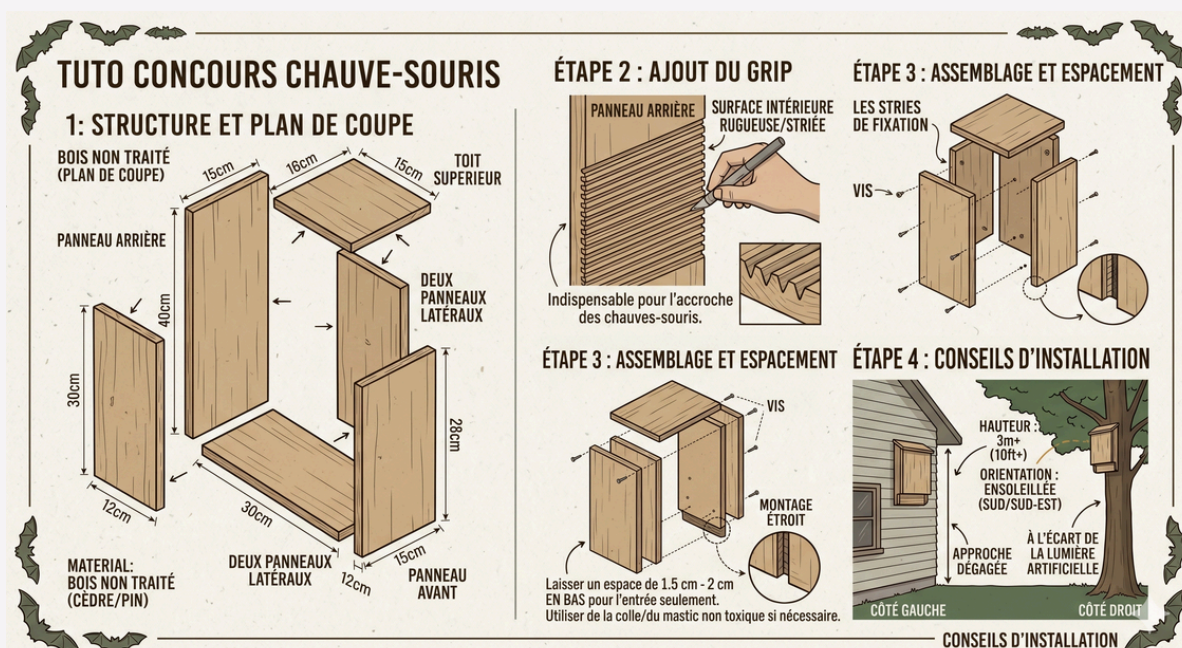 TUTO CONCOURS CHAUVE-SOURIS
1: STRUCTURE ET PLAN DE COUPE
BOIS NON TRAITÉ
(PLAN DE COUPE)
15cm
16cm
15cm
TOIT
SUPERIEUR
PANNEAU ARRIÈRE
40cm
DEUX
PANNEAUX
LATÉRAUX
30cm
28cm
12cm
30cm
12cm
15cm
DEUX PANNEAUX
LATÉRAUX
PANNEAU
AVANT
MATERIAL:
BOIS NON TRAITÉ
(CÈDRE/PIN)
ÉTAPE 2 : AJOUT DU GRIP
PANNEAU ARRIÈRE
SURFACE INTÉRIEURE
RUGUEUSE/STRIÉE
Indispensable pour l'accroche
des chauves-souris.
ÉTAPE 3 : ASSEMBLAGE ET ESPACEMENT
LES STRIES
DE FIXATION
VIS
ÉTAPE 3 : ASSEMBLAGE ET ESPACEMENT
VIS
MONTAGE
ÉTROIT
Laisser un espace de 1.5 cm - 2 cm
EN BAS pour l'entrée seulement.
Utiliser de la colle/du mastic non toxique si nécessaire.
ÉTAPE 4 : CONSEILS D'INSTALLATION
HAUTEUR :
3m+
(10ft+)
ORIENTATION :
ENSOLEILLÉE
(SUD/SUD-EST)
APPROCHE
DÉGAGÉE
À L'ÉCART DE
LA LUMIÈRE
ARTIFICIELLE
CÔTÉ GAUCHE
CÔTÉ DROIT
CONSEILS D'INSTALLATION